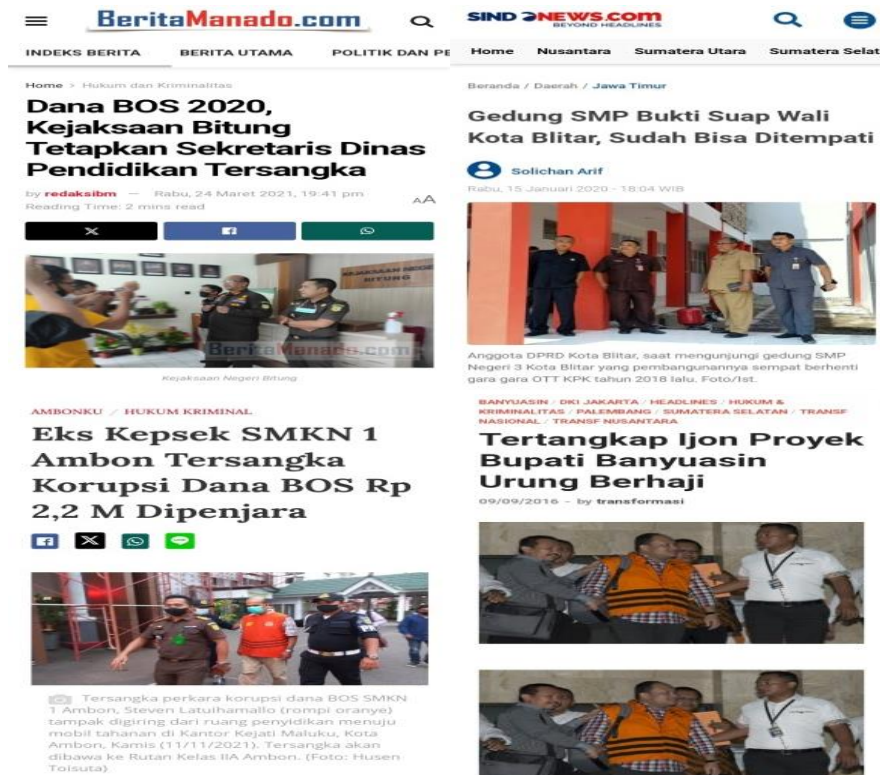 BeritaManado.com
INDEKS BERITA BERITA UTAMA POLITIK DAN PE
Home > Hukum dan Kriminalitas
Dana BOS 2020,
Kejaksaan Bitung
Tetapkan Sekretaris Dinas
Pendidikan Tersangka
by redaksibm — Rabu, 24 Maret 2021, 19:41 pm
Reading Time: 2 mins read
AA
KEJAKSAAN NEGERI
BITUNG
BeritaManado.com
Kejaksaan Negeri Bitung
AMBONKU / HUKUM KRIMINAL
Eks Kepsek SMKN 1
Ambon Tersangka
Korupsi Dana BOS Rp
2,2 M Dipenjara
Tersangka perkara korupsi dana BOS SMKN
1 Ambon, Steven Latuihamallo (rompi oranye)
tampak digiring dari ruang penyidikan menuju
mobil tahanan di Kantor Kejati Maluku, Kota
Ambon, Kamis (11/11/2021). Tersangka akan
dibawa ke Rutan Kelas IIA Ambon. (Foto: Husen
Toisuta)
SINDONEWS.com
BEYOND HEADLINES
Home Nusantara Sumatera Utara Sumatera Selat
Beranda / Daerah / Jawa Timur
Gedung SMP Bukti Suap Wali
Kota Blitar, Sudah Bisa Ditempati
Solichan Arif
Rabu, 15 Januari 2020 - 18:04 WIB
Anggota DPRD Kota Blitar, saat mengunjungi gedung SMP
Negeri 3 Kota Blitar yang pembangunannya sempat berhenti
gara gara OTT KPK tahun 2018 lalu. Foto/Ist.
BANYUASIN / DKI JAKARTA / HEADLINES / HUKUM &
KRIMINALITAS / PALEMBANG / SUMATERA SELATAN / TRANSF
NASIONAL / TRANSF NUSANTARA
Tertangkap Ijon Proyek
Bupati Banyuasin
Urung Berhaji
09/09/2016 - by transformasi